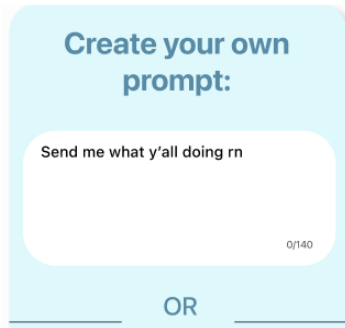 Create your own
prompt:
Send me what y’all doing rn
0/140
OR